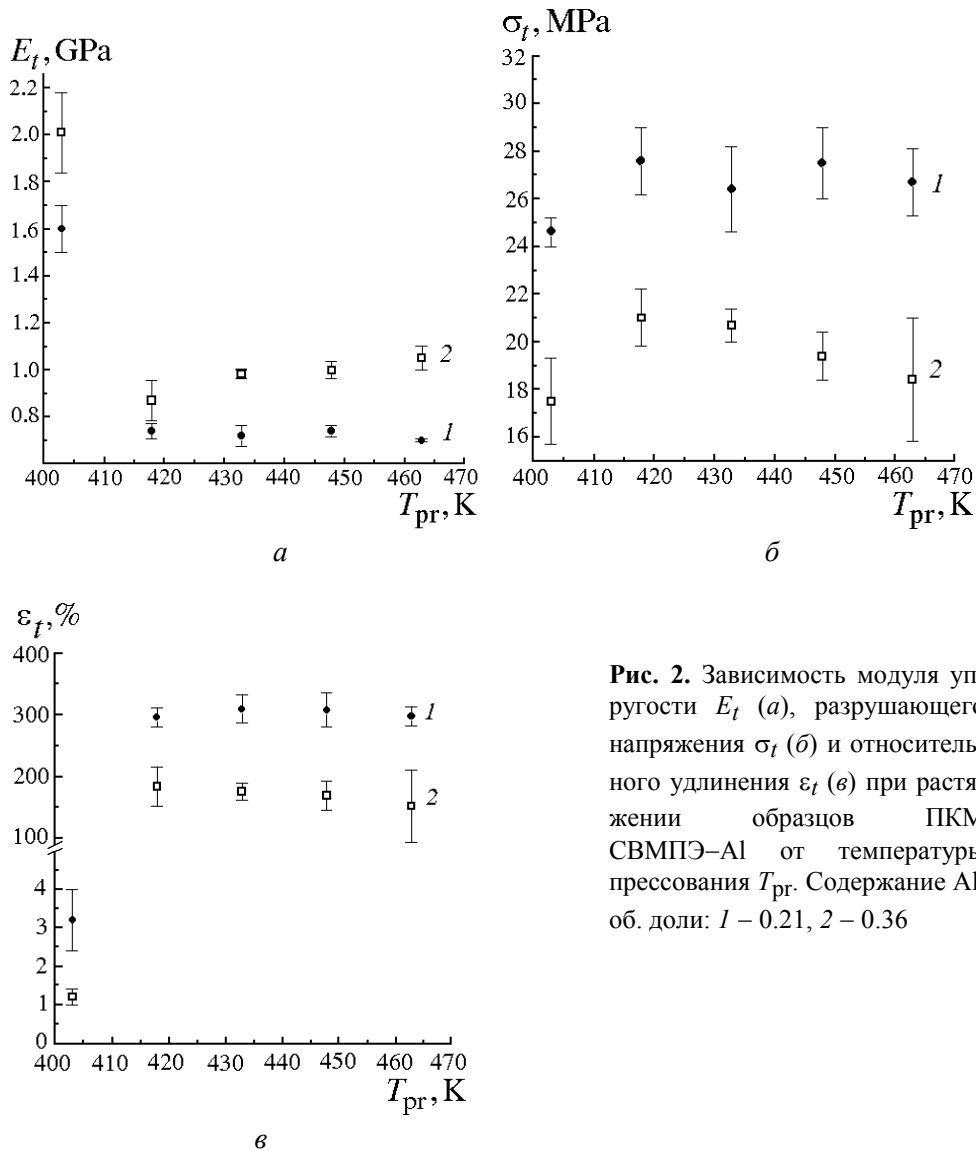 E_t, GPa
2.2
2.0
1.8
1.6
1.4
1.2
1.0
0.8
2
1
400 410 420 430 440 450 460 470
T_pr, K
а
σ_t, MPa
32
30
28
26
24
22
20
18
16
1
2
400 410 420 430 440 450 460 470
T_pr, K
б
ε_t, %
400
300
200
100
4
3
2
1
0
1
2
400 410 420 430 440 450 460 470
T_pr, K
в
Рис. 2. Зависимость модуля уп
ругости E_t (а), разрушающего
напряжения σ_t (б) и относитель
ного удлинения ε_t (в) при растя
жении образцов ПКМ
СВМПЭ–Al от температуры
прессования T_pr. Содержание Al
об. доли: 1 – 0.21, 2 – 0.36